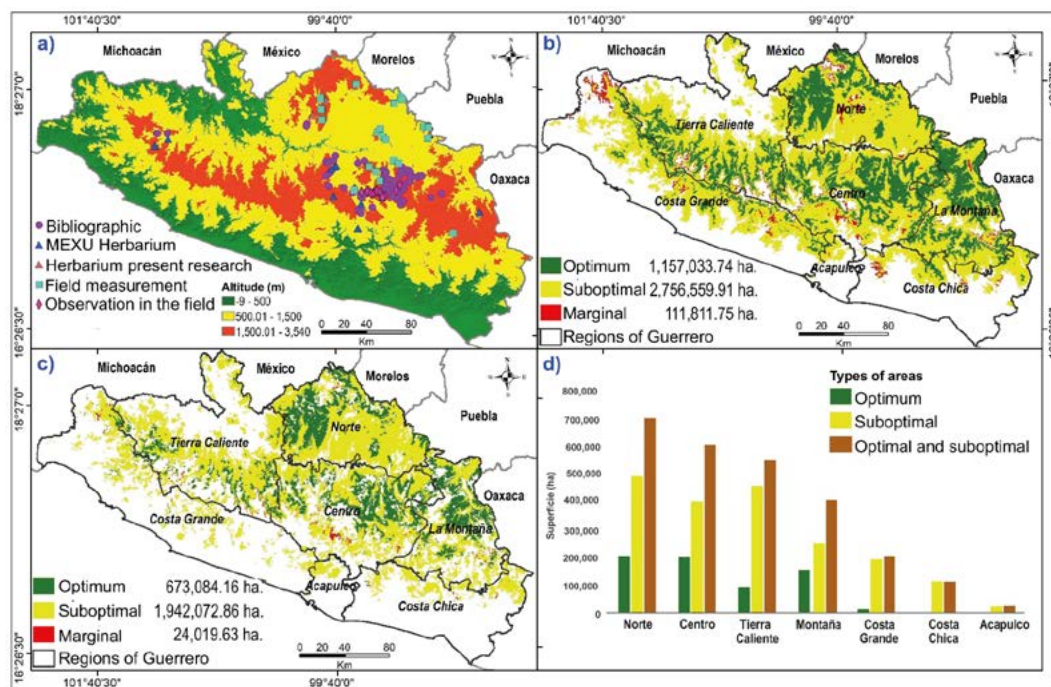 101°40'30"
99°40'0"
101°40'30"
99°40'0"
a)
Michoacán
México
Morelos
Puebla
Oaxaca
18°27'0"
16°26'30"
Bibliographic
MEXU Herbarium
Herbarium present research
Field measurement
Observation in the field
Altitude (m)
-9 - 500
500.01 - 1,500
1,500.01 - 3,540
0 20 40 80
Km
b)
Michoacán
México
Morelos
Puebla
Oaxaca
Norte
Tierra Caliente
Centro
Costa Grande
La Montaña
Acapulco
Costa Chica
Optimum 1,157,033.74 ha.
Suboptimal 2,756,559.91 ha.
Marginal 111,811.75 ha.
Regions of Guerrero
0 20 40 80
Km
c)
Michoacán
México
Morelos
Puebla
Oaxaca
18°27'0"
16°26'30"
Norte
Tierra Caliente
Centro
Costa Grande
La Montaña
Acapulco
Costa Chica
Optimum 673,084.16 ha.
Suboptimal 1,942,072.86 ha.
Marginal 24,019.63 ha.
Regions of Guerrero
0 20 40 80
Km
101°40'30"
99°40'0"
d)
Types of areas
Optimum
Suboptimal
Optimal and suboptimal
Superficie (ha)
800,000
700,000
600,000
500,000
400,000
300,000
200,000
100,000
0
Norte
Centro
Tierra
Caliente
Montaña
Costa
Grande
Costa
Chica
Acapulco